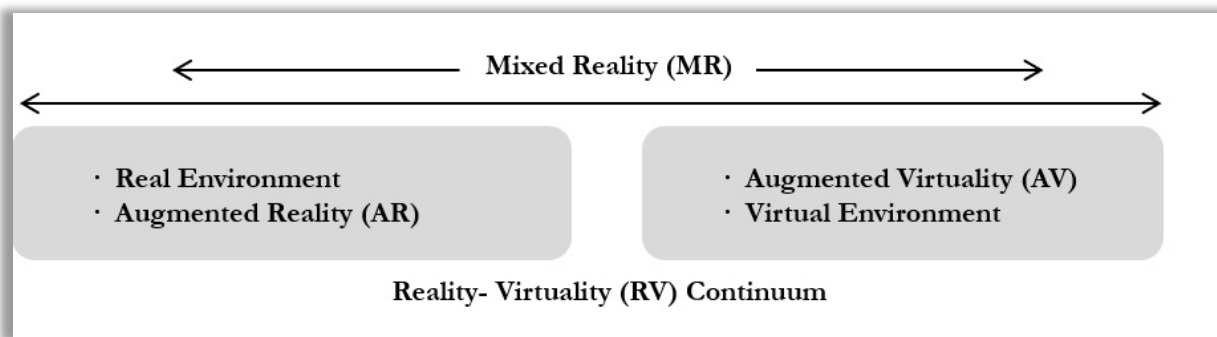 Mixed Reality (MR)
· Real Environment
· Augmented Reality (AR)
· Augmented Virtuality (AV)
· Virtual Environment
Reality- Virtuality (RV) Continuum